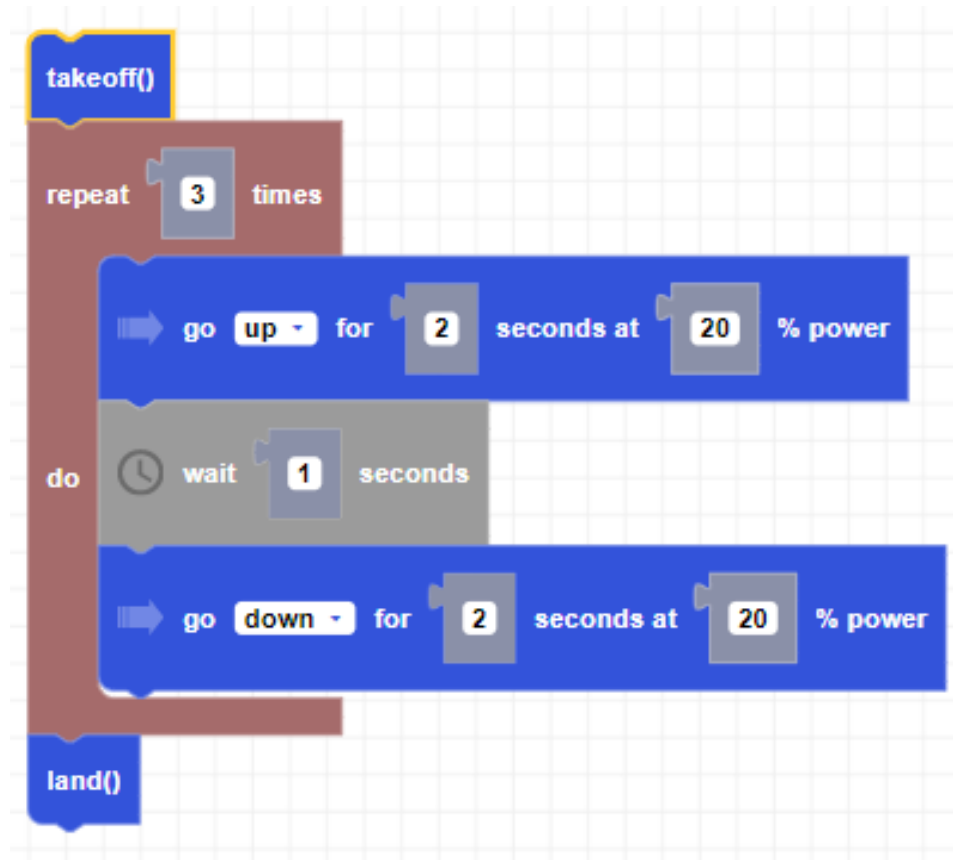 takeoff()
repeat 3 times
go up for 2 seconds at 20 % power
do wait 1 seconds
go down for 2 seconds at 20 % power
land()